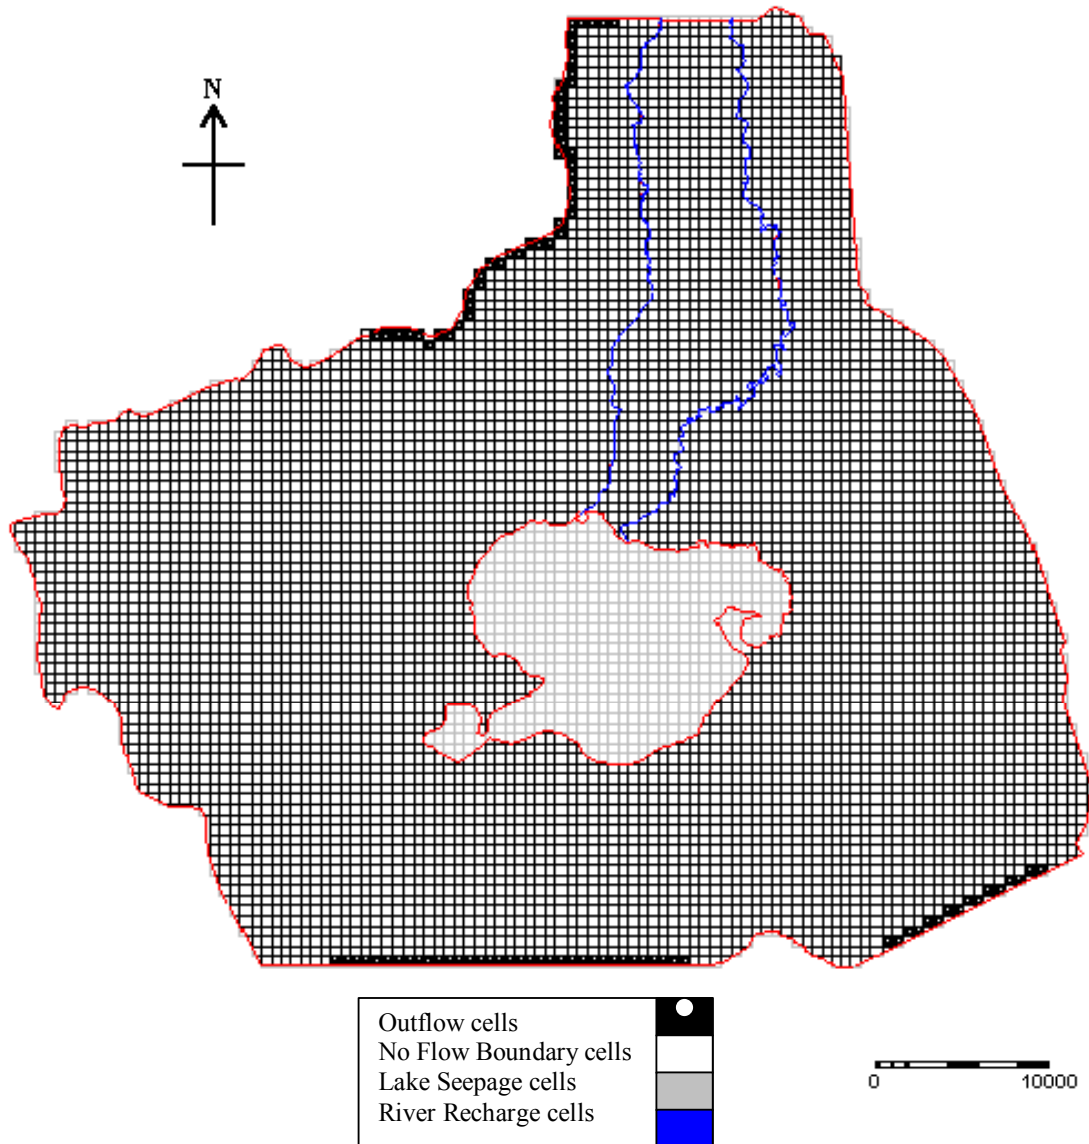 N
Outflow cells
No Flow Boundary cells
Lake Seepage cells
River Recharge cells
0 10000